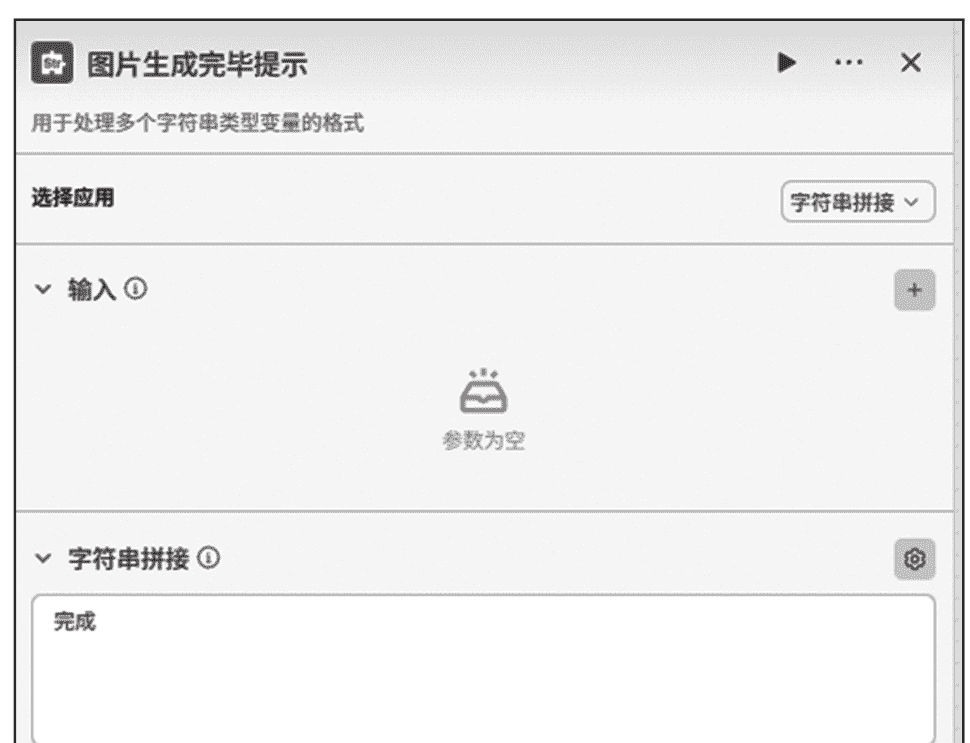 Str
图片生成完毕提示
用于处理多个字符串类型变量的格式
选择应用
字符串拼接
输入
参数为空
字符串拼接
完成